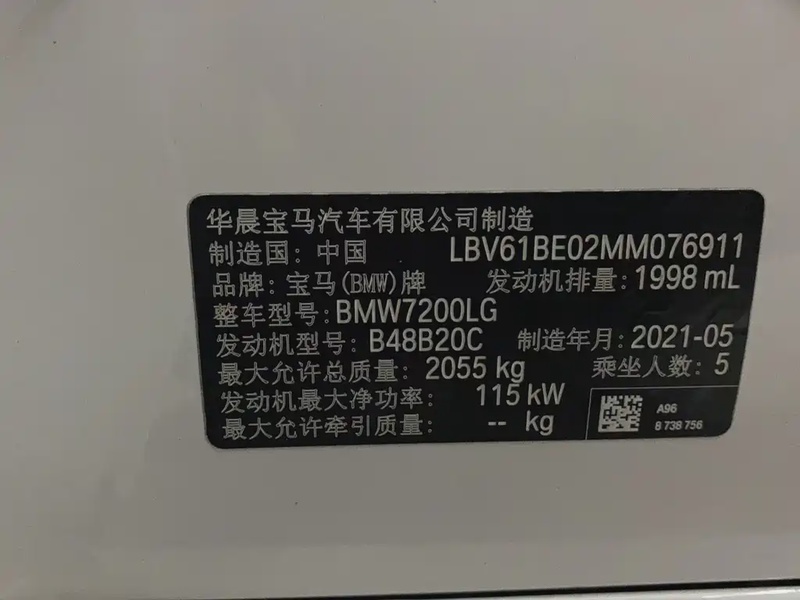 华晨宝马汽车有限公司制造
制造国：中国 LBV61BE02MM076911
品牌：宝马(BMW)牌 发动机排量：1998 mL
整车型号：BMW7200LG
发动机型号：B48B20C 制造年月：2021-05
最大允许总质量：2055 kg 乘坐人数：5
发动机最大净功率：115 kW
最大允许牵引质量：-- kg
A96
8 738 756